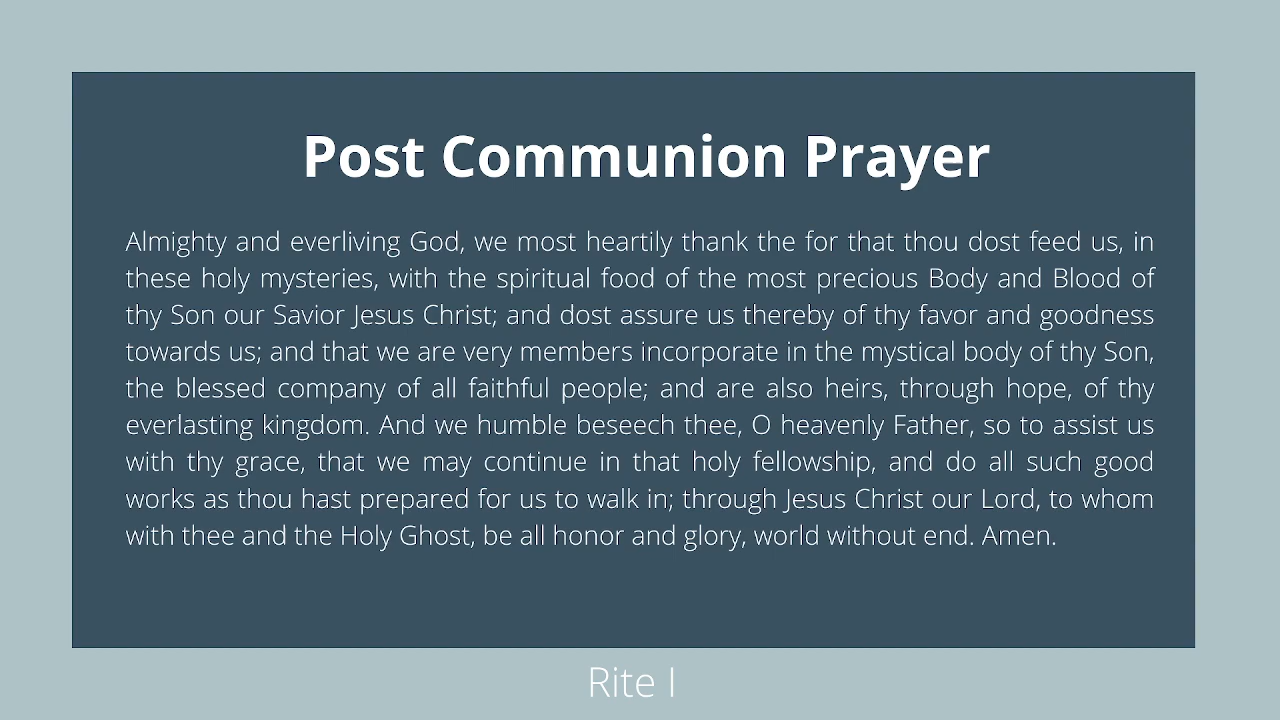 Post Communion Prayer
Almighty and everliving God, we most heartily thank the for that thou dost feed us, in
these holy mysteries, with the spiritual food of the most precious Body and Blood of
thy Son our Savior Jesus Christ; and dost assure us thereby of thy favor and goodness
towards us; and that we are very members incorporate in the mystical body of thy Son,
the blessed company of all faithful people; and are also heirs, through hope, of thy
everlasting kingdom. And we humble beseech thee, O heavenly Father, so to assist us
with thy grace, that we may continue in that holy fellowship, and do all such good
works as thou hast prepared for us to walk in; through Jesus Christ our Lord, to whom
with thee and the Holy Ghost, be all honor and glory, world without end. Amen.
Rite I